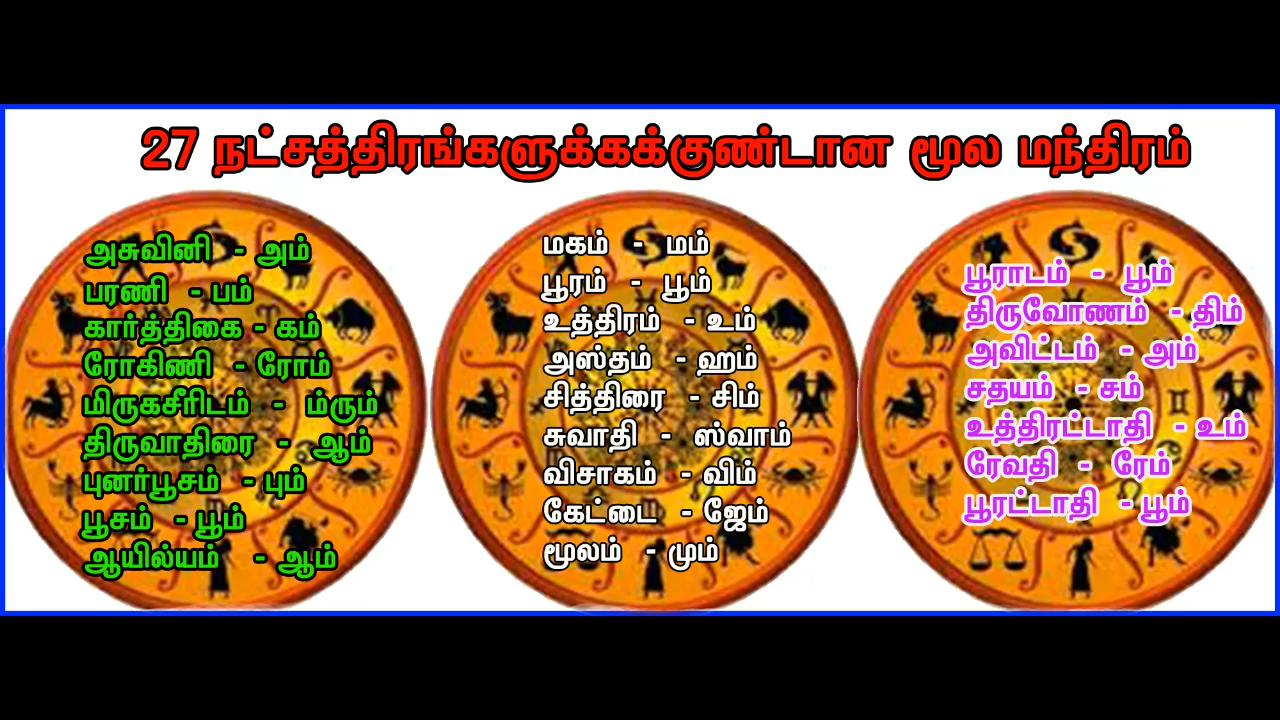 27 நட்சத்திரங்களுக்கக்குண்டான மூல மந்திரம்
அசுவினி - அம்
பரணி - பம்
கார்த்திகை - கம்
ரோகிணி - ரோம்
மிருகசீரிடம் - ம்ரும்
திருவாதிரை - ஆம்
புனர்பூசம் - பும்
பூசம் - பூம்
ஆயில்யம் - ஆம்
மகம் - மம்
பூரம் - பூம்
உத்திரம் - உம்
அஸ்தம் - ஹம்
சித்திரை - சிம்
சுவாதி - ஸ்வாம்
விசாகம் - விம்
கேட்டை - ஜேம்
மூலம் - மும்
பூராடம் - பூம்
திருவோணம் - திம்
அவிட்டம் - அம்
சதயம் - சம்
உத்திரட்டாதி - உம்
ரேவதி - ரேம்
பூரட்டாதி - பூம்